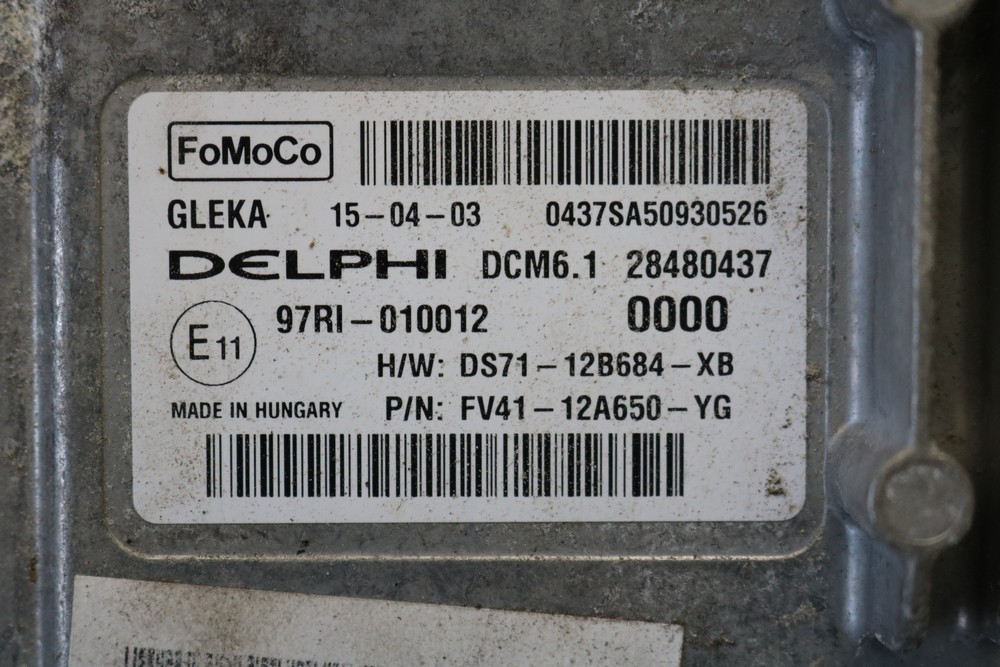 FoMoCo
GLEKA 15-04-03 0437SA50930526
DELPHI DCM6.1 28480437
E11 97RI-010012 0000
H/W: DS71-12B684-XB
MADE IN HUNGARY P/N: FV41-12A650-YG